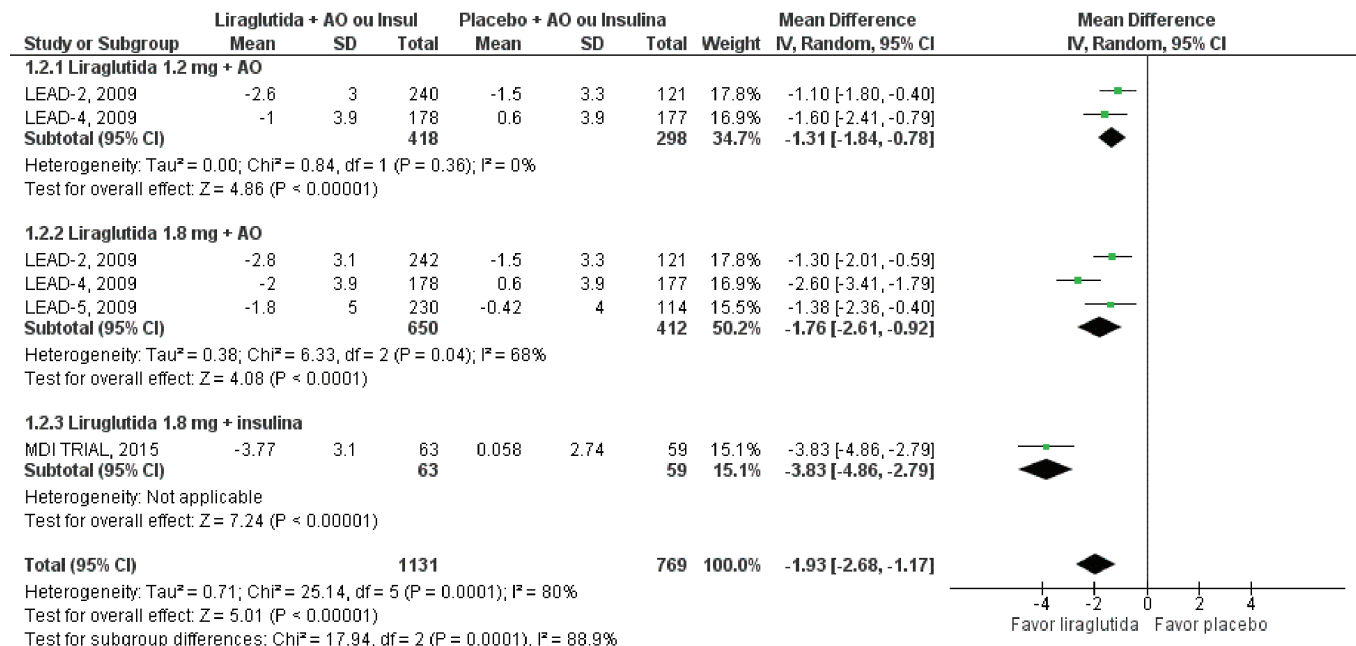 Liraglutida + AO ou Insul Placebo + AO ou Insulina Mean Difference Mean Difference
Study or Subgroup Mean SD Total Mean SD Total Weight IV, Random, 95% CI IV, Random, 95% CI
1.2.1 Liraglutida 1.2 mg + AO
LEAD-2, 2009 -2.6 3 240 -1.5 3.3 121 17.8% -1.10 [-1.80, -0.40]
LEAD-4, 2009 -1 3.9 178 0.6 3.9 177 16.9% -1.60 [-2.41, -0.79]
Subtotal (95% CI) 418 298 34.7% -1.31 [-1.84, -0.78]
Heterogeneity: Tau² = 0.00; Chi² = 0.84, df = 1 (P = 0.36); I² = 0%
Test for overall effect: Z = 4.86 (P < 0.00001)
1.2.2 Liraglutida 1.8 mg + AO
LEAD-2, 2009 -2.8 3.1 242 -1.5 3.3 121 17.8% -1.30 [-2.01, -0.59]
LEAD-4, 2009 -2 3.9 178 0.6 3.9 177 16.9% -2.60 [-3.41, -1.79]
LEAD-5, 2009 -1.8 5 230 -0.42 4 114 15.5% -1.38 [-2.36, -0.40]
Subtotal (95% CI) 650 412 50.2% -1.76 [-2.61, -0.92]
Heterogeneity: Tau² = 0.38; Chi² = 6.33, df = 2 (P = 0.04); I² = 68%
Test for overall effect: Z = 4.08 (P < 0.0001)
1.2.3 Liruglutida 1.8 mg + insulina
MDI TRIAL, 2015 -3.77 3.1 63 0.058 2.74 59 15.1% -3.83 [-4.86, -2.79]
Subtotal (95% CI) 63 59 15.1% -3.83 [-4.86, -2.79]
Heterogeneity: Not applicable
Test for overall effect: Z = 7.24 (P < 0.00001)
Total (95% CI) 1131 769 100.0% -1.93 [-2.68, -1.17]
Heterogeneity: Tau² = 0.71; Chi² = 25.14, df = 5 (P = 0.0001); I² = 80%
Test for overall effect: Z = 5.01 (P < 0.00001)
Test for subgroup differences: Chi² = 17.94, df = 2 (P = 0.0001), I² = 88.9%
-4 -2 0 2 4
Favor liraglutida Favor placebo